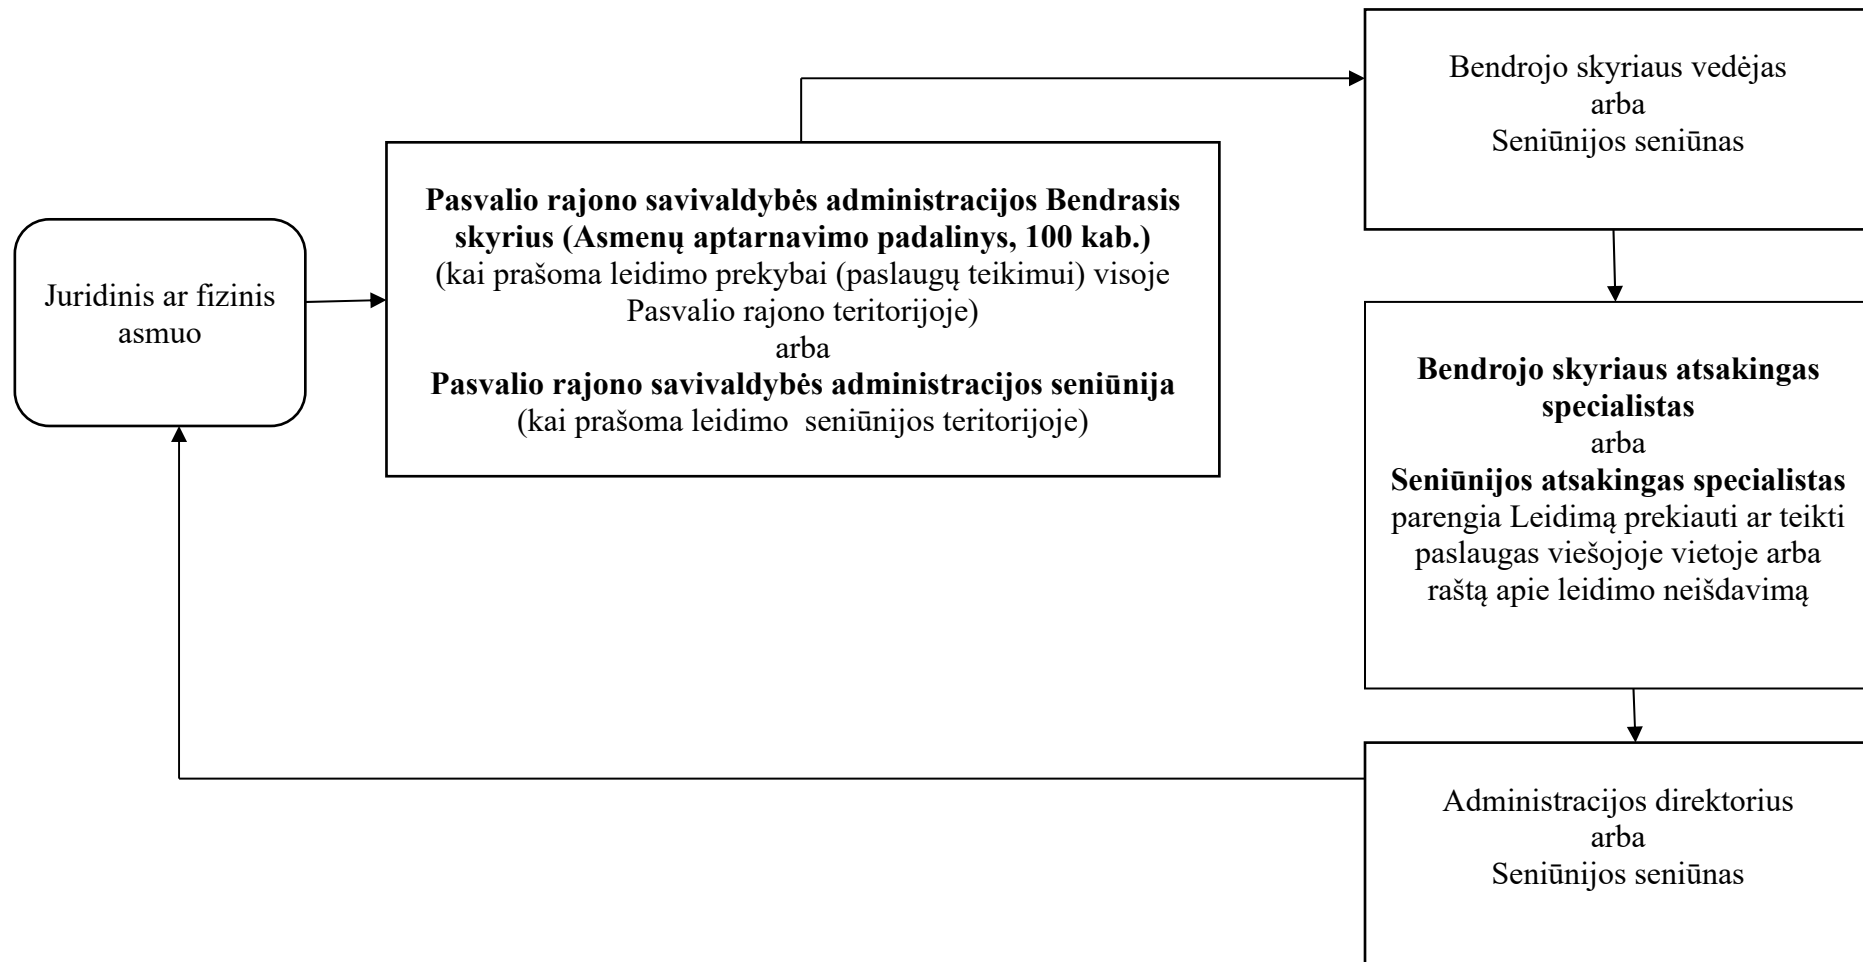 Juridinis ar fizinis
asmuo
Pasvalio rajono savivaldybės administracijos Bendrasis
skyrius (Asmenų aptarnavimo padalinys, 100 kab.)
(kai prašoma leidimo prekybai (paslaugų teikimui) visoje
Pasvalio rajono teritorijoje)
arba
Pasvalio rajono savivaldybės administracijos seniūnija
(kai prašoma leidimo  seniūnijos teritorijoje)
Bendrojo skyriaus vedėjas
arba
Seniūnijos seniūnas
Bendrojo skyriaus atsakingas
specialistas
arba
Seniūnijos atsakingas specialistas
parengia Leidimą prekiauti ar teikti
paslaugas viešojoje vietoje arba
raštą apie leidimo neišdavimą
Administracijos direktorius
arba
Seniūnijos seniūnas